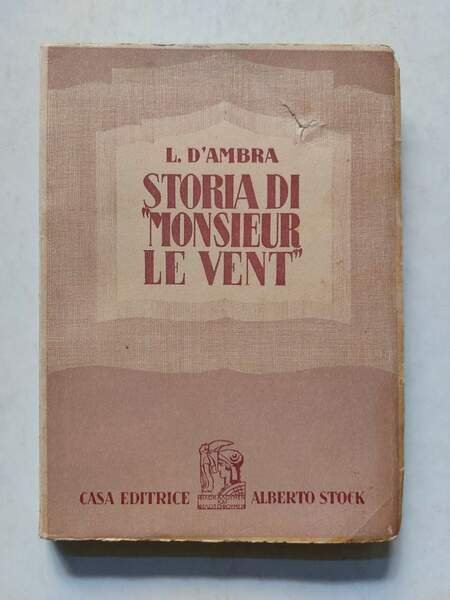 L. D'AMBRA
STORIA DI
"MONSIEUR
LE VENT"
CASA EDITRICE ALBERTO STOCK